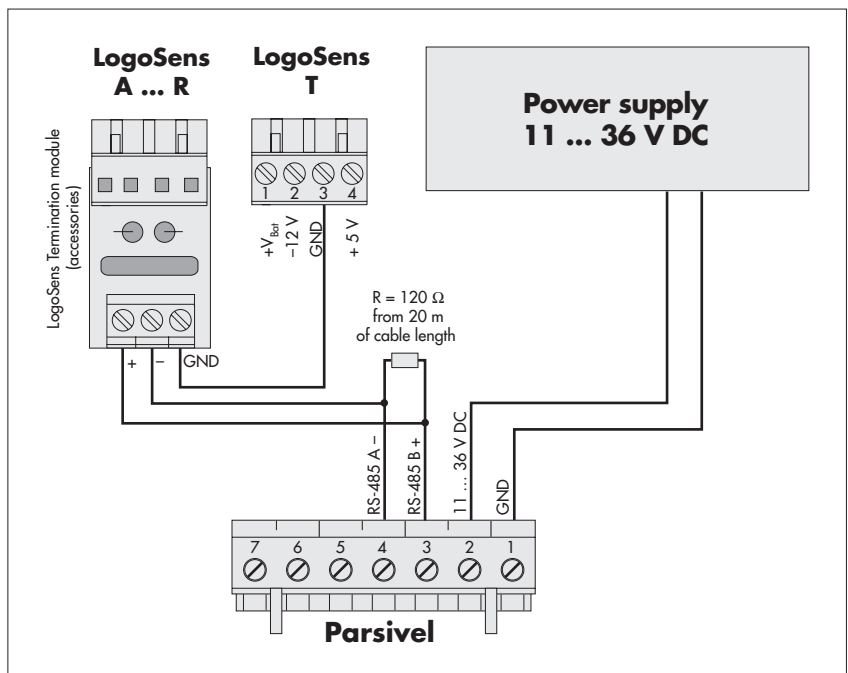 LogoSens
A ... R
LogoSens
T
Power supply
11 ... 36 V DC
LogoSens Termination module
(accessories)
1 2 3 4
+VBat
–12 V
GND
+ 5 V
R = 120 Ω
from 20 m
of cable length
+ – GND
RS-485 A –
RS-485 B +
11 ... 36 V DC
GND
7 6 5 4 3 2 1
Parsivel